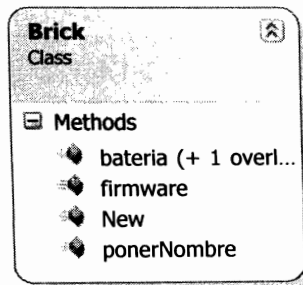 Brick
Class
Methods
bateria (+ 1 overl...
firmware
New
ponerNombre